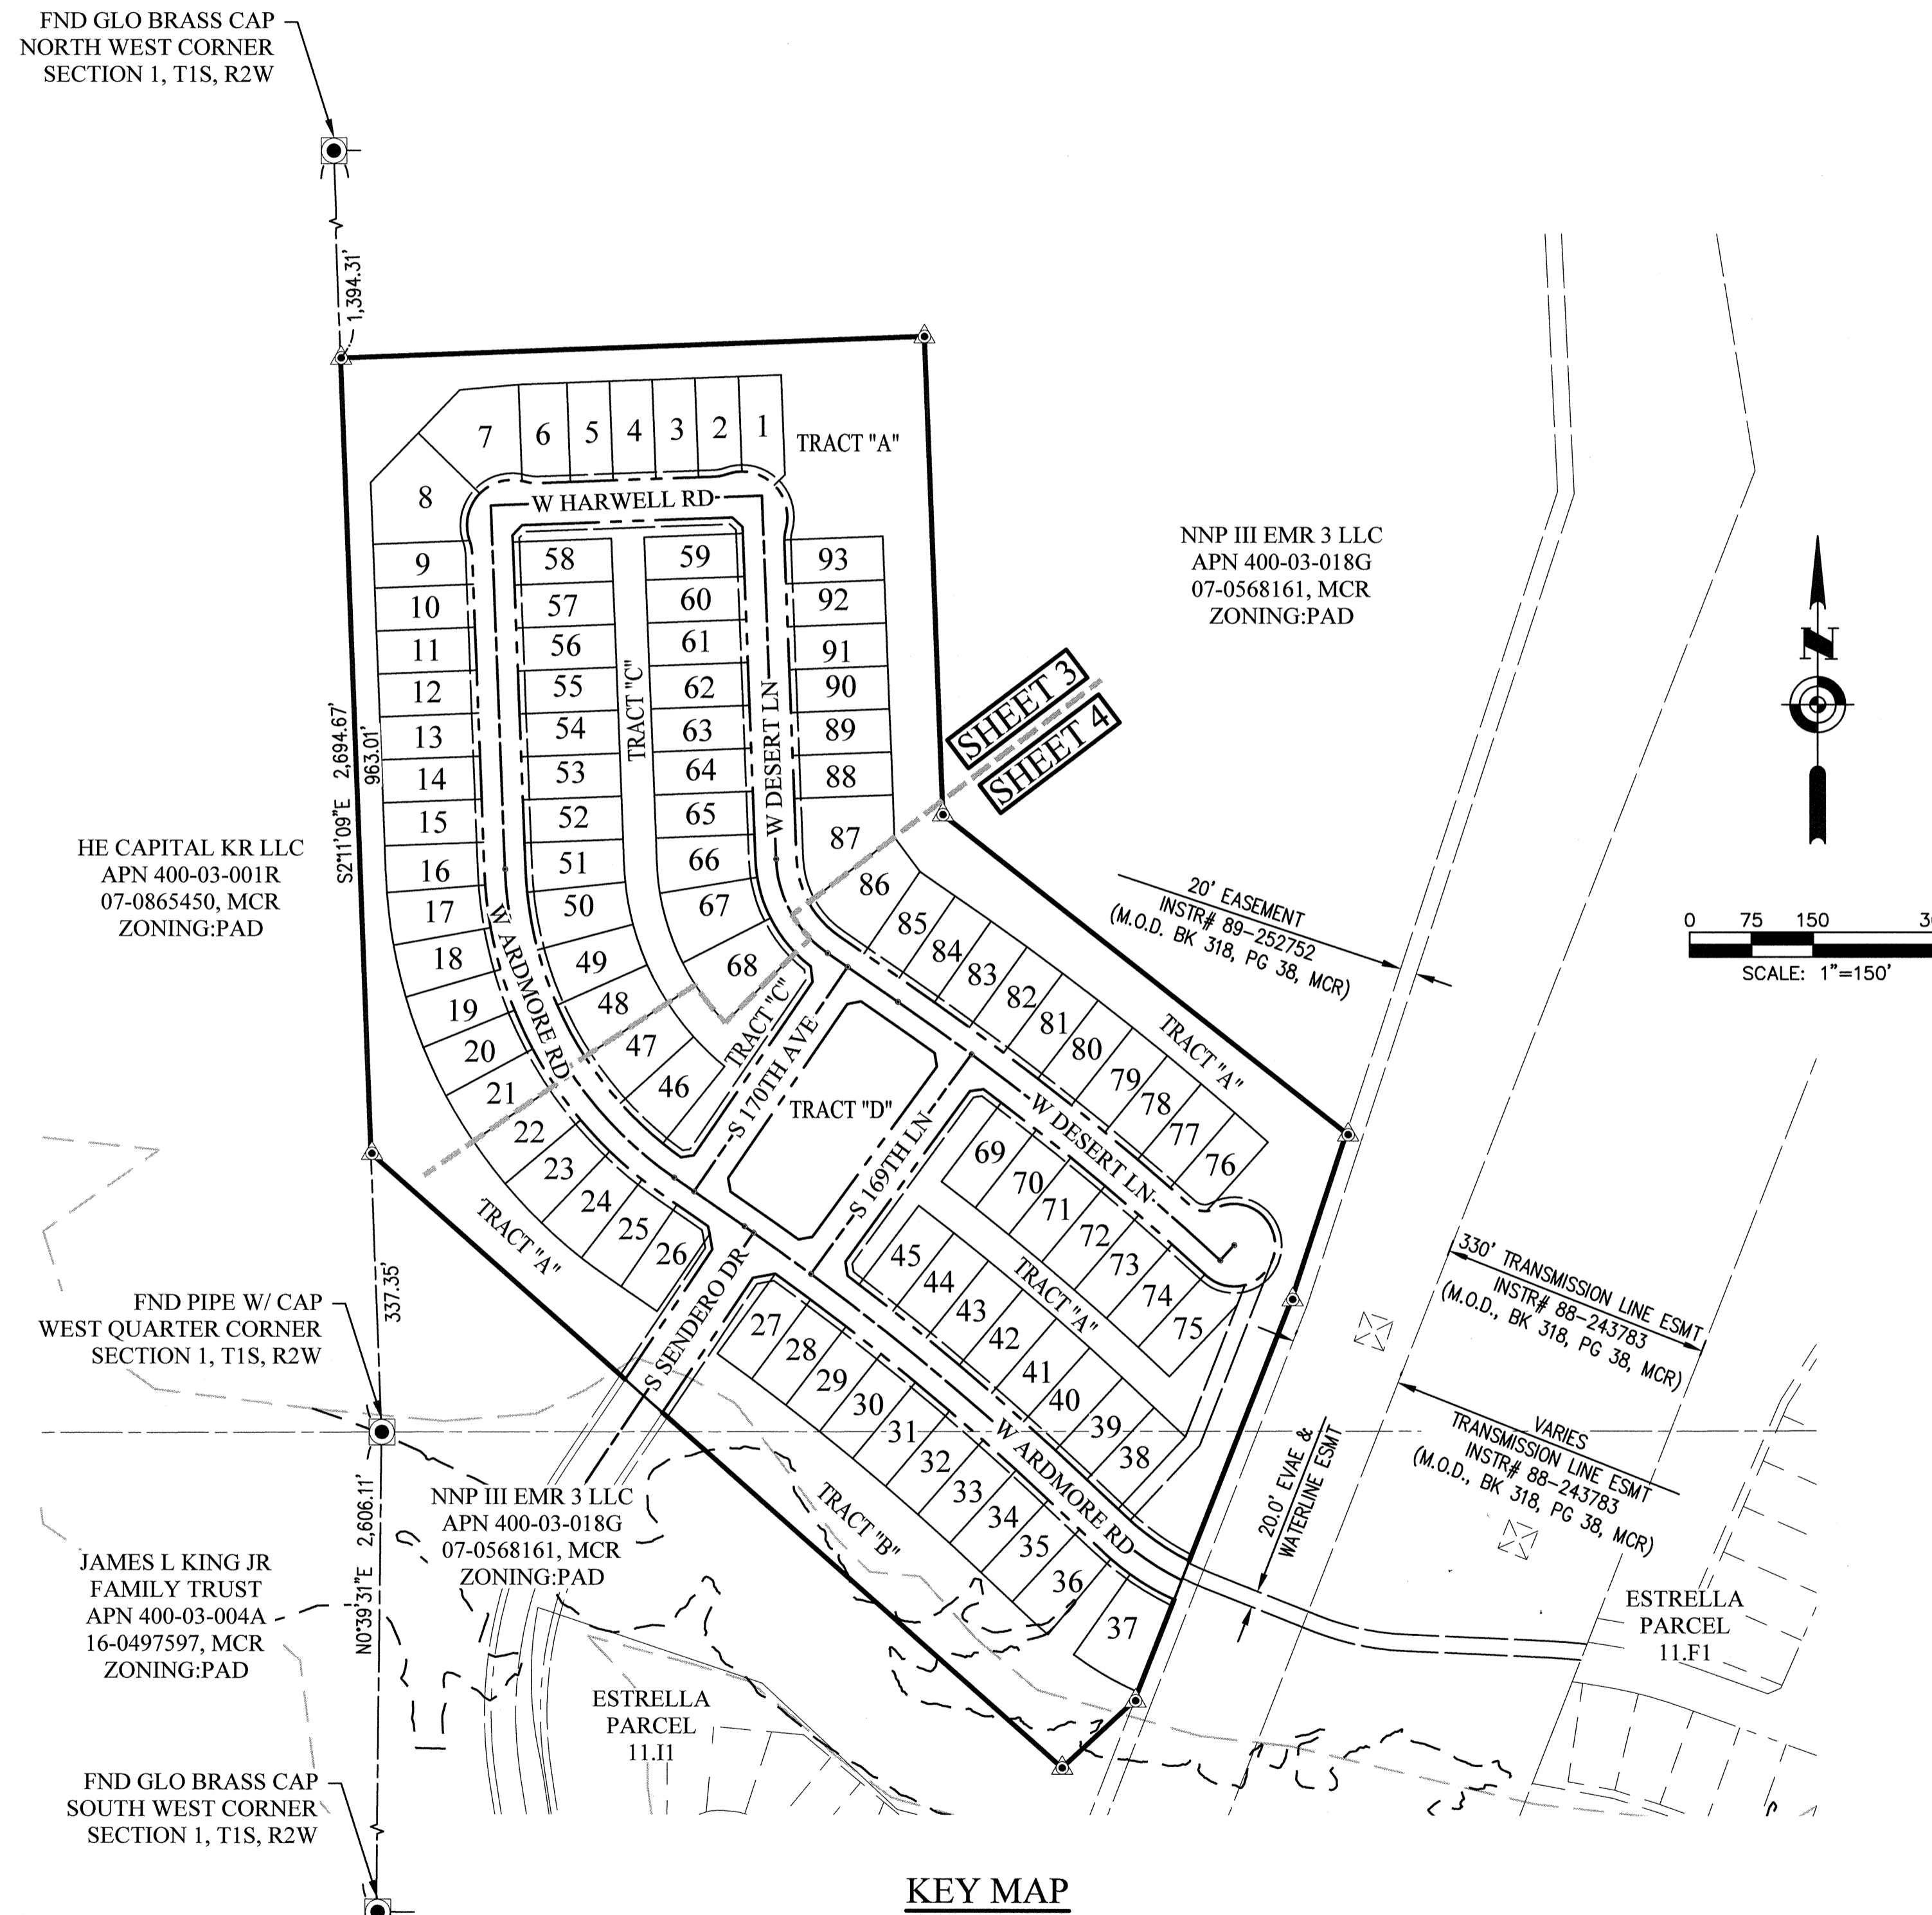 FND GLO BRASS CAP
NORTH WEST CORNER
SECTION 1, T1S, R2W
1,394.31'
S2°11'09"E 2,694.67'
963.01'
7
6
5
4
3
2
1
TRACT "A"
8
W HARWELL RD
9
10
11
12
13
14
15
16
17
18
19
20
21
22
23
24
25
26
58
57
56
55
54
53
52
51
50
49
48
47
46
TRACT "C"
59
60
61
62
63
64
65
66
67
68
W DESERT LN
93
92
91
90
89
88
87
86
85
84
83
82
81
80
79
78
77
76
SHEET 3
SHEET 4
NNP III EMR 3 LLC
APN 400-03-018G
07-0568161, MCR
ZONING:PAD
N
0 75 150
SCALE: 1"=150'
HE CAPITAL KR LLC
APN 400-03-001R
07-0865450, MCR
ZONING:PAD
20' EASEMENT
INSTR# 89-252752
(M.O.D. BK 318, PG 38, MCR)
W ARDMORE RD
TRACT "C"
S 170TH AVE
TRACT "D"
S 169TH LN
W DESERT LN
TRACT "A"
69
70
71
72
73
74
75
TRACT "A"
45
44
43
42
41
40
39
38
TRACT "A"
S SENDERO DR
27
28
29
30
31
32
33
34
35
36
37
W ARDMORE RD
TRACT "B"
330' TRANSMISSION LINE ESMT
INSTR# 88-243783
(M.O.D., BK 318, PG 38, MCR)
VARIES
TRANSMISSION LINE ESMT
INSTR# 88-243783
(M.O.D., BK 318, PG 38, MCR)
20.0' EVAE &
WATERLINE ESMT
337.35'
FND PIPE W/ CAP
WEST QUARTER CORNER
SECTION 1, T1S, R2W
NNP III EMR 3 LLC
APN 400-03-018G
07-0568161, MCR
ZONING:PAD
JAMES L KING JR
FAMILY TRUST
APN 400-03-004A
16-0497597, MCR
ZONING:PAD
N0°39'31"E 2,606.11'
ESTRELLA
PARCEL
11.I1
ESTRELLA
PARCEL
11.F1
FND GLO BRASS CAP
SOUTH WEST CORNER
SECTION 1, T1S, R2W
KEY MAP